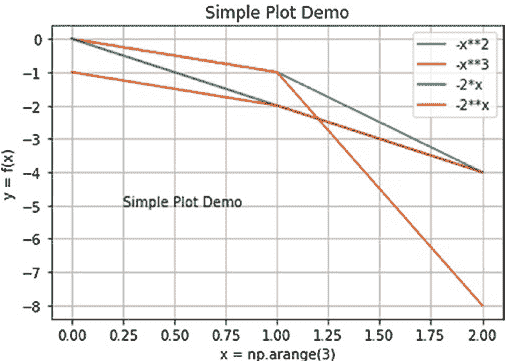 Simple Plot Demo
0
-1
-2
-3
-4
-5
-6
-7
-8
y = f(x)
-x**2
-x**3
-2*x
-2**x
Simple Plot Demo
0.00 0.25 0.50 0.75 1.00 1.25 1.50 1.75 2.00
x = np.arange(3)